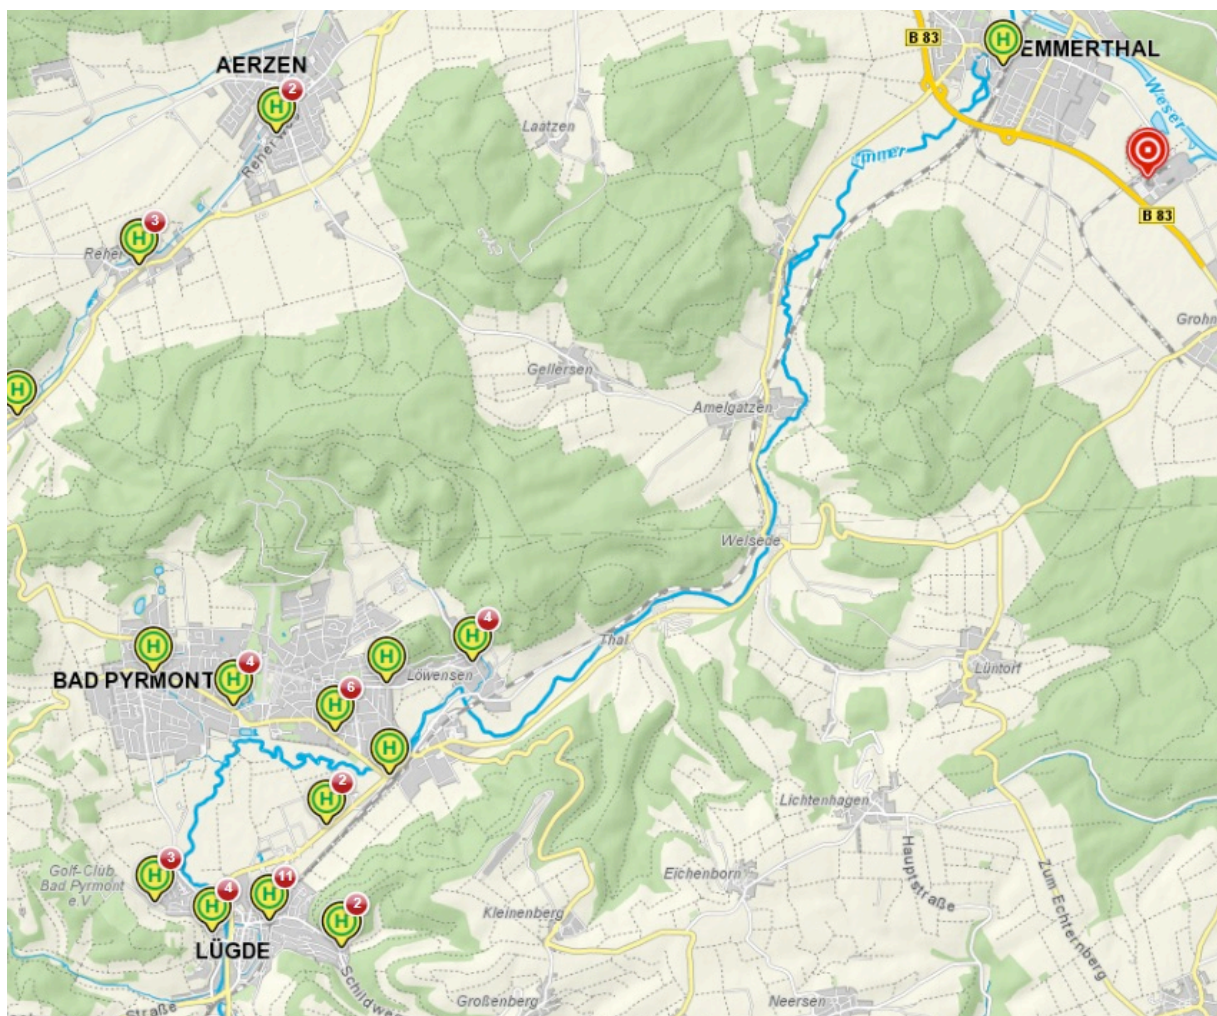 B 83
H EMMERTHAL
AERZEN
2
H
Laatzen
Weser
Reher Weg
Emmer
B 83
3
H
Reher
Grohn
Gellersen
H
Amelgatzen
Welsede
4
H
Thal
H
H
Löwensen
Lüntorf
4
H
BAD PYRMONT
6
H
H
2
H
Lichtenhagen
Hauptstraße
3
H
Golf-Club
Bad Pyrmont
e.V
11
H
4
H
Eichenborn
Zum Echternberg
2
H
Kleinenberg
LÜGDE
Schildweg
Großenberg
Neersen
Straße